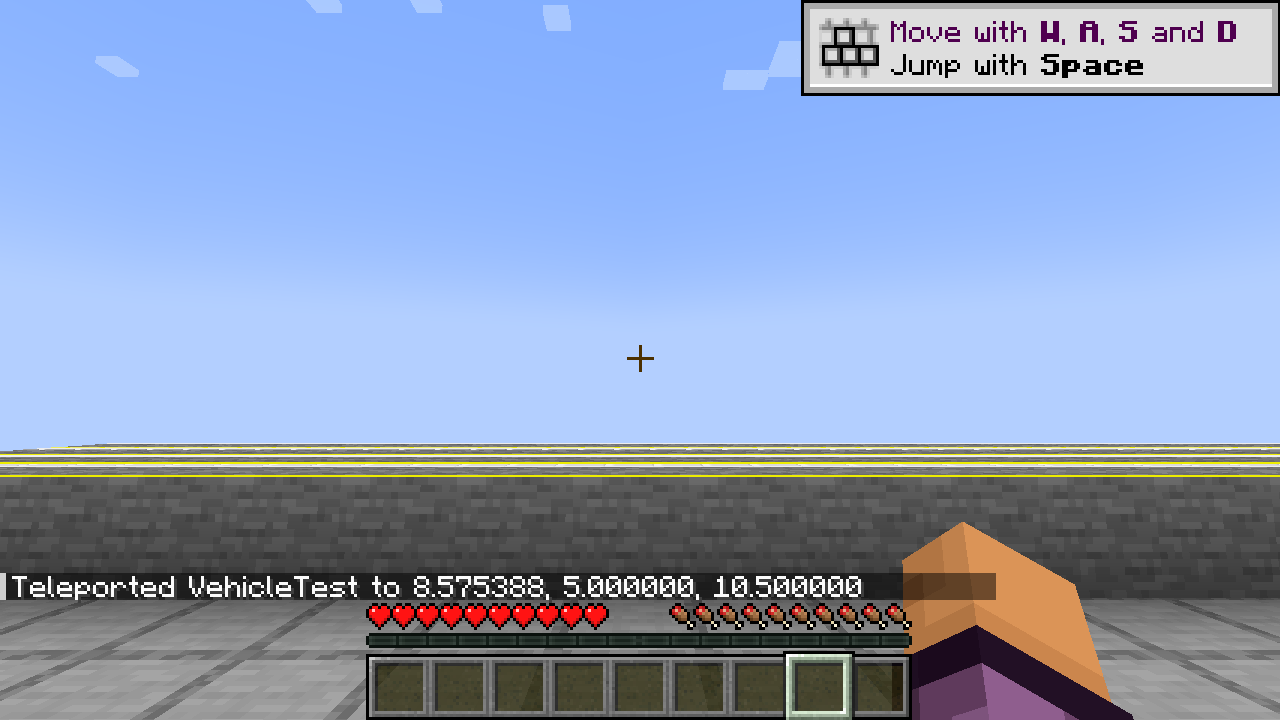 Move with W, A, S and D
Jump with Space
Teleported VehicleTest to 8.575388, 5.000000, 10.500000